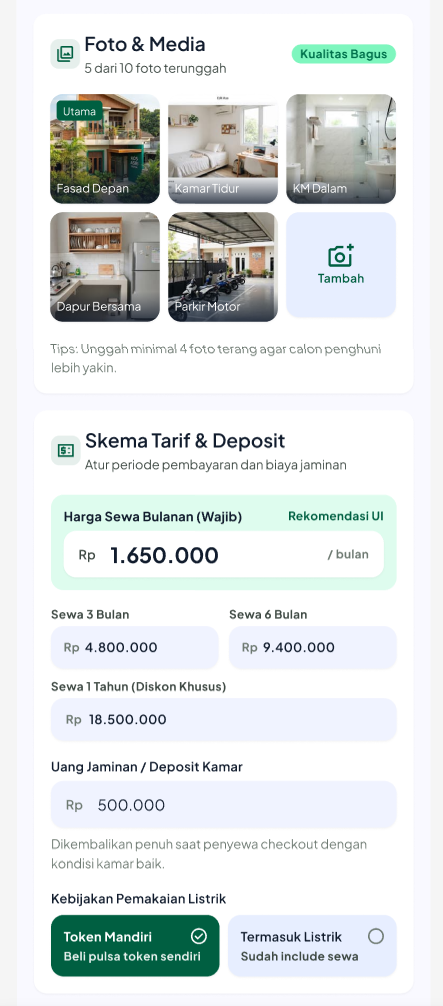 Foto & Media
5 dari 10 foto terunggah
Kualitas Bagus
Utama
Fasad Depan
Kamar Tidur
KM Dalam
Dapur Bersama
Parkir Motor
Tambah
Tips: Unggah minimal 4 foto terang agar calon penghuni
lebih yakin.
Skema Tarif & Deposit
Atur periode pembayaran dan biaya jaminan
Harga Sewa Bulanan (Wajib)
Rekomendasi UI
Rp 1.650.000 / bulan
Sewa 3 Bulan
Rp 4.800.000
Sewa 6 Bulan
Rp 9.400.000
Sewa 1 Tahun (Diskon Khusus)
Rp 18.500.000
Uang Jaminan / Deposit Kamar
Rp 500.000
Dikembalikan penuh saat penyewa checkout dengan
kondisi kamar baik.
Kebijakan Pemakaian Listrik
Token Mandiri
Beli pulsa token sendiri
Termasuk Listrik
Sudah include sewa